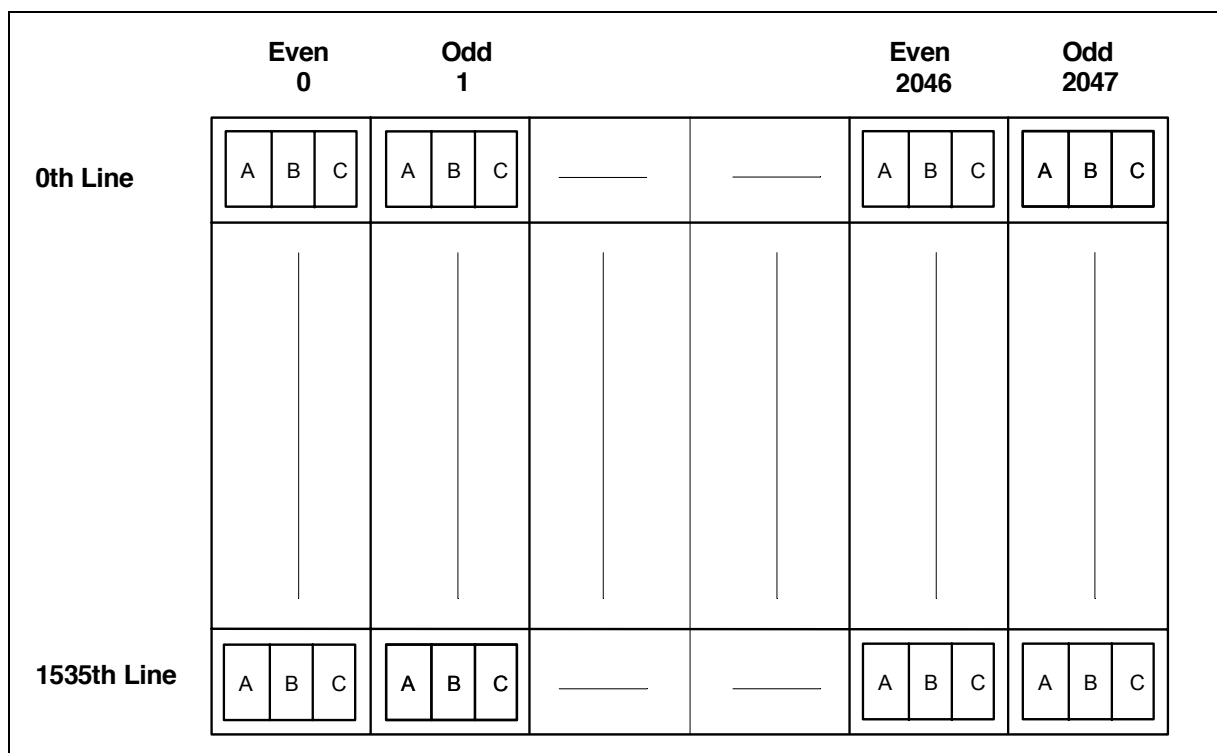 Even Odd Even Odd
0 1 2046 2047
0th Line A B C A B C A B C A B C
1535th Line A B C A B C A B C A B C